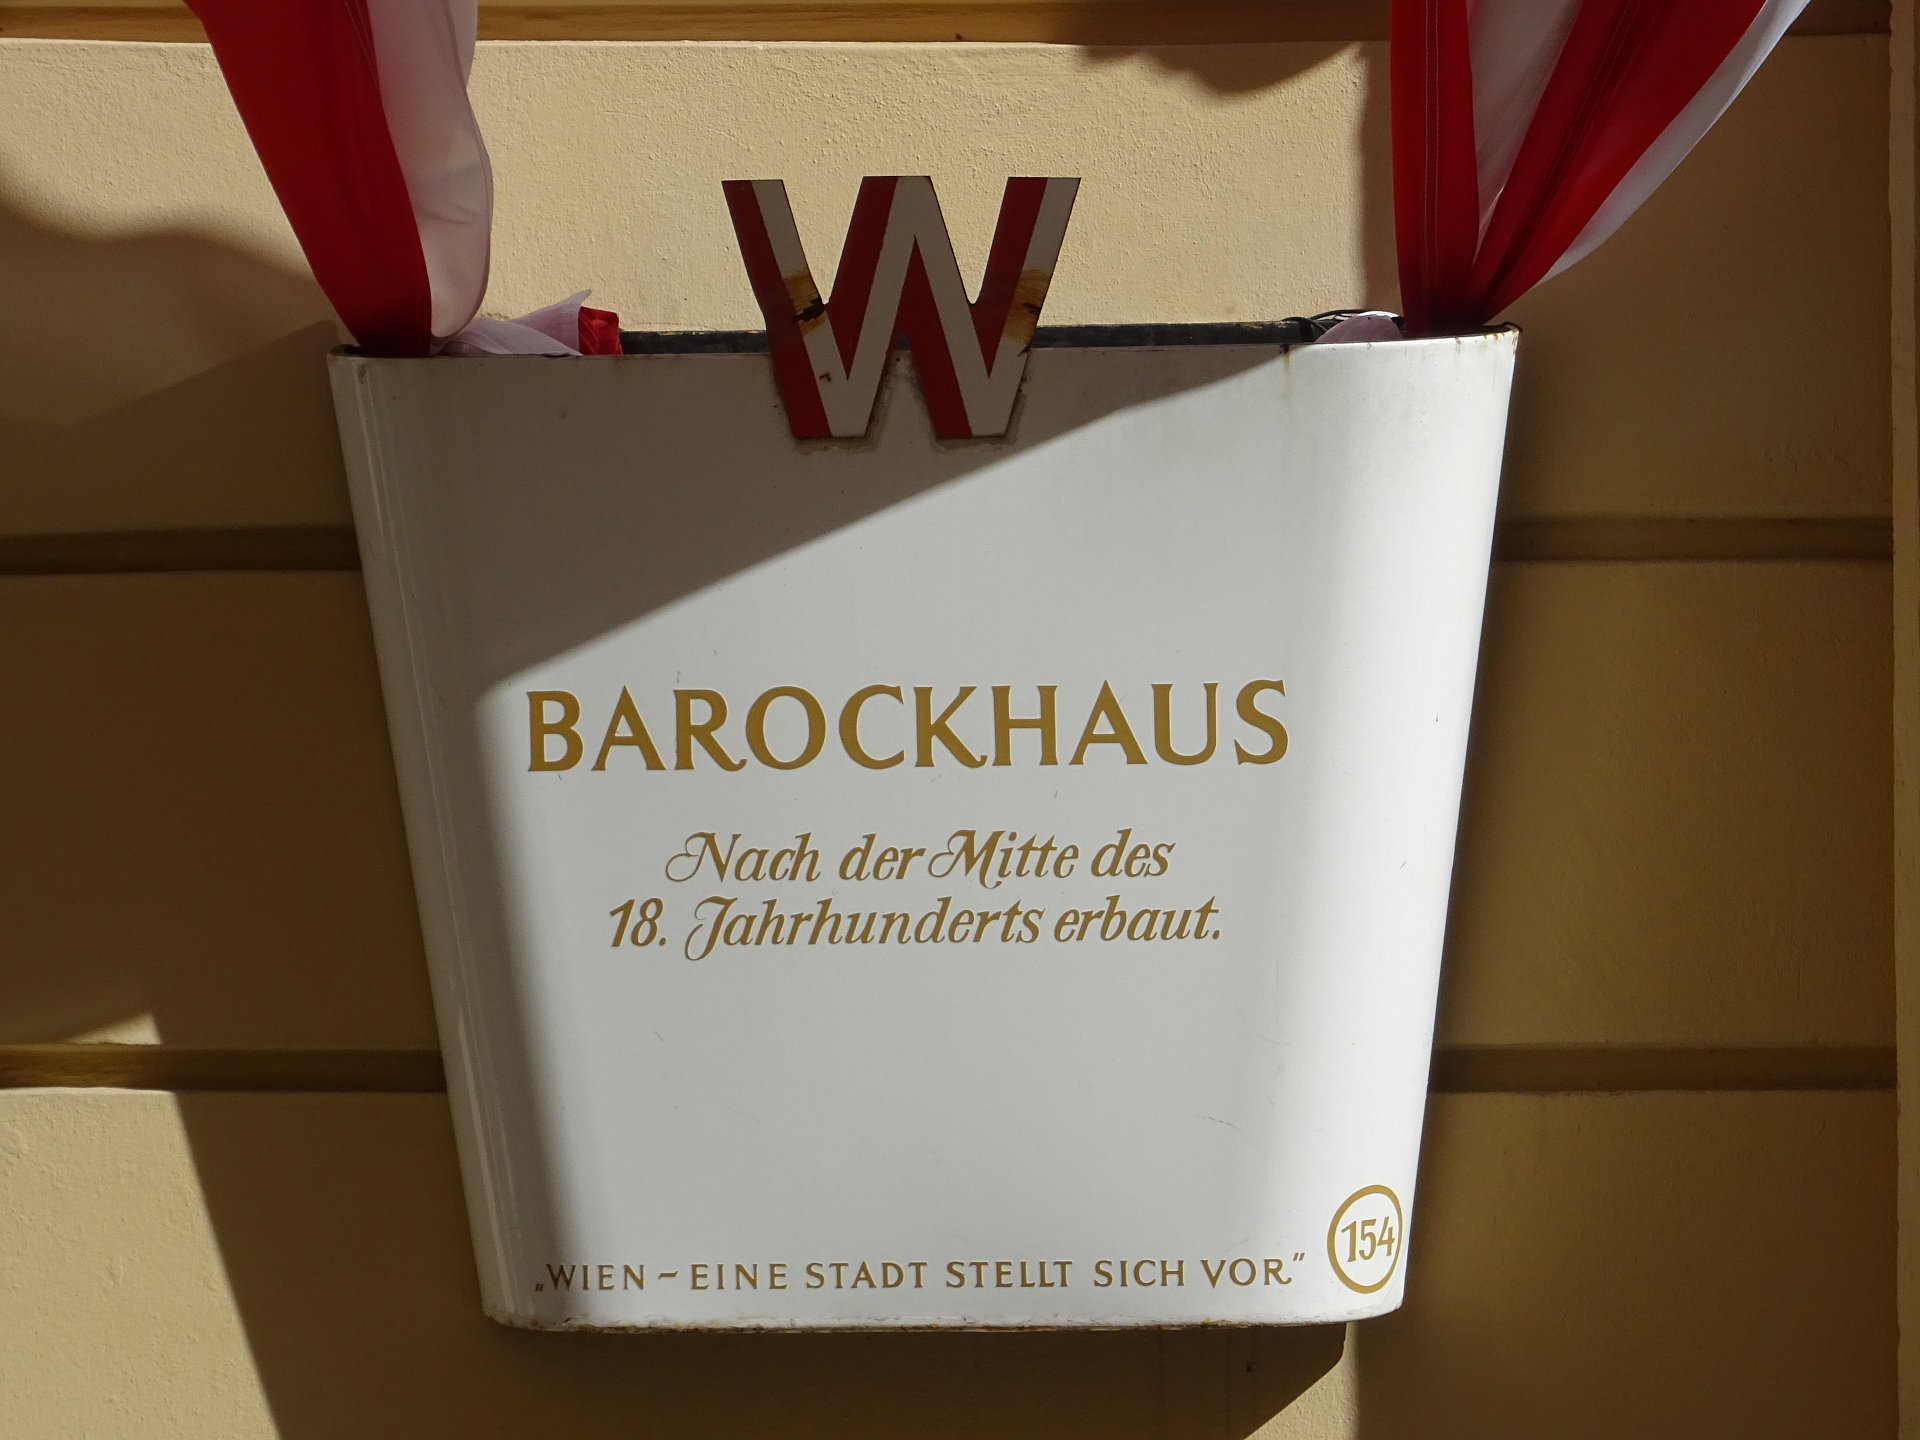 W
BAROCKHAUS
Nach der Mitte des
18. Jahrhunderts erbaut.
„WIEN – EINE STADT STELLT SICH VOR.“
154